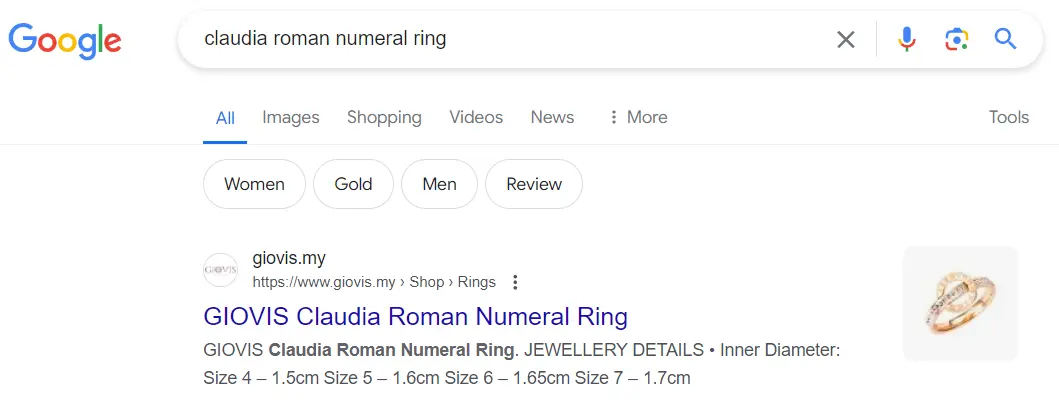 Google
claudia roman numeral ring
All Images Shopping Videos News More Tools
Women Gold Men Review
GIOVIS
giovis.my
https://www.giovis.my › Shop › Rings
GIOVIS Claudia Roman Numeral Ring
GIOVIS Claudia Roman Numeral Ring. JEWELLERY DETAILS • Inner Diameter:
Size 4 – 1.5cm Size 5 – 1.6cm Size 6 – 1.65cm Size 7 – 1.7cm